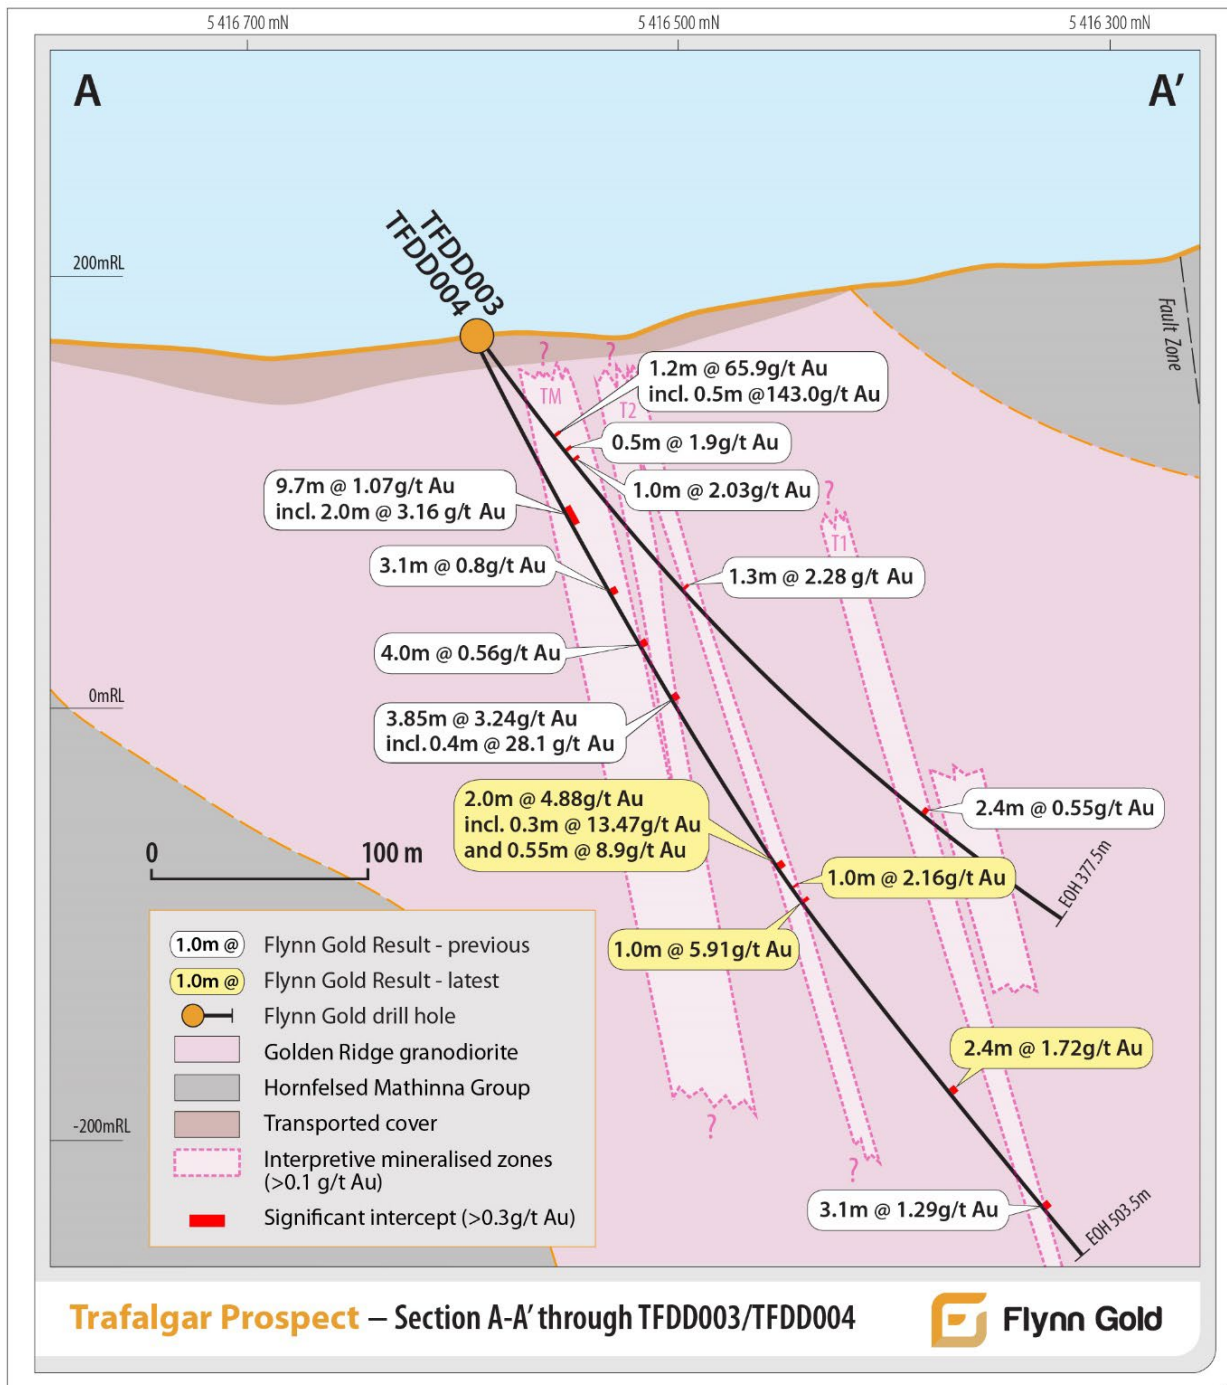 5 416 700 mN
5 416 500 mN
5 416 300 mN
A
A'
200mRL
TFDD003
TFDD004
Fault Zone
?
?
TM
T2
1.2m @ 65.9g/t Au
incl. 0.5m @143.0g/t Au
0.5m @ 1.9g/t Au
1.0m @ 2.03g/t Au
9.7m @ 1.07g/t Au
incl. 2.0m @ 3.16 g/t Au
?
T1
3.1m @ 0.8g/t Au
1.3m @ 2.28 g/t Au
4.0m @ 0.56g/t Au
0mRL
3.85m @ 3.24g/t Au
incl. 0.4m @ 28.1 g/t Au
2.0m @ 4.88g/t Au
incl. 0.3m @ 13.47g/t Au
and 0.55m @ 8.9g/t Au
2.4m @ 0.55g/t Au
0
100 m
1.0m @ 2.16g/t Au
EOH 377.5m
1.0m @ 5.91g/t Au
1.0m @
Flynn Gold Result - previous
1.0m @
Flynn Gold Result - latest
Flynn Gold drill hole
Golden Ridge granodiorite
Hornfelsed Mathinna Group
Transported cover
Interpretive mineralised zones
(>0.1 g/t Au)
Significant intercept (>0.3g/t Au)
2.4m @ 1.72g/t Au
-200mRL
?
?
3.1m @ 1.29g/t Au
EOH 503.5m
Trafalgar Prospect – Section A-A' through TFDD003/TFDD004
Flynn Gold